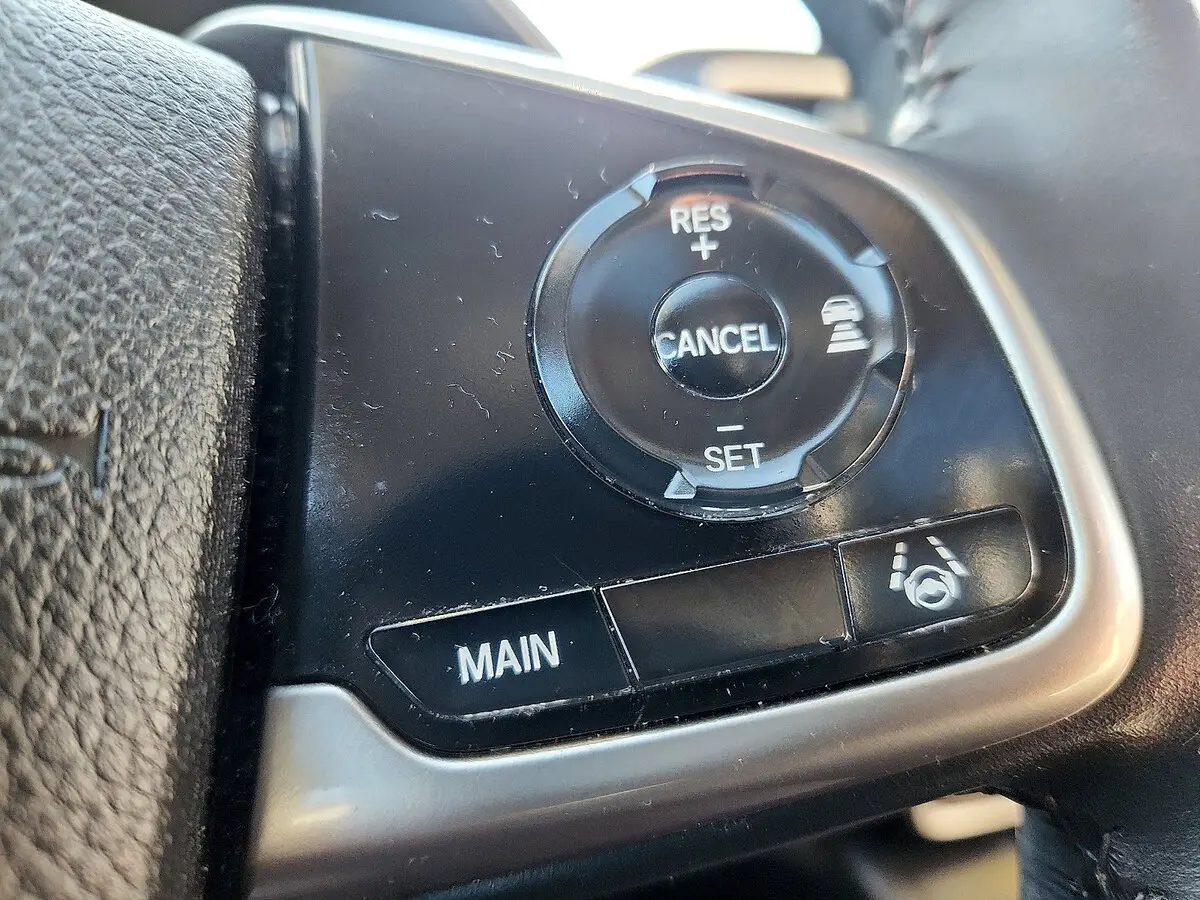 RES
+
CANCEL
−
SET
MAIN